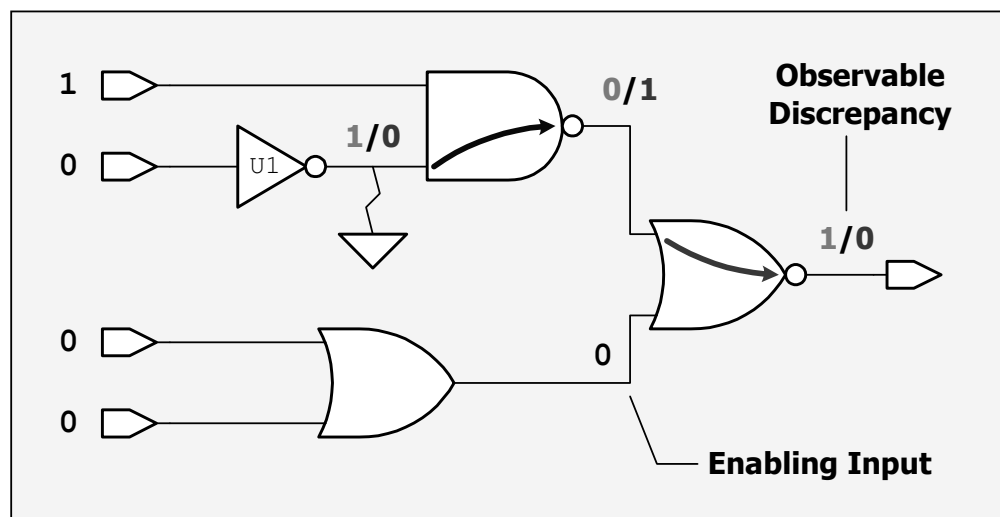 Observable
Discrepancy
1
0/1
1/0
0
U1
1/0
0
0
0
Enabling Input